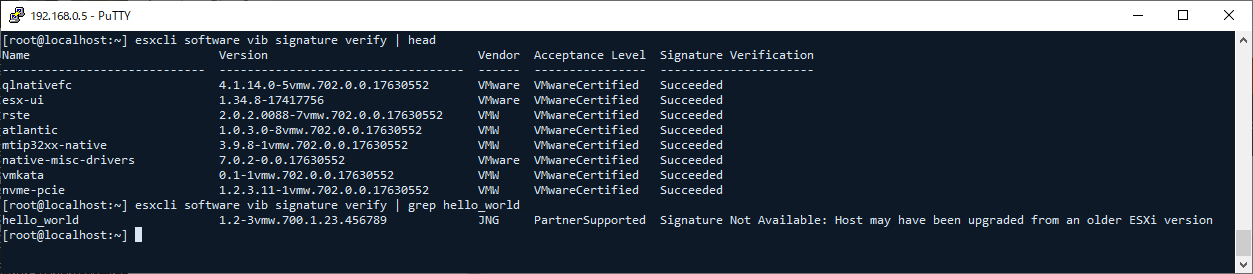 192.168.0.5 - PuTTY
[root@localhost:~] esxcli software vib signature verify | head
Name                           Version                              Vendor  Acceptance Level  Signature Verification
-----------------------------  -----------------------------------  ------  ----------------  ----------------------
qlnativefc                     4.1.14.0-5vmw.702.0.0.17630552       VMware  VMwareCertified   Succeeded
esx-ui                         1.34.8-17417756                      VMware  VMwareCertified   Succeeded
rste                           2.0.2.0088-7vmw.702.0.0.17630552     VMW     VMwareCertified   Succeeded
atlantic                       1.0.3.0-8vmw.702.0.0.17630552        VMW     VMwareCertified   Succeeded
mtip32xx-native                3.9.8-1vmw.702.0.0.17630552          VMW     VMwareCertified   Succeeded
native-misc-drivers            7.0.2-0.0.17630552                   VMware  VMwareCertified   Succeeded
vmkata                         0.1-1vmw.702.0.0.17630552            VMW     VMwareCertified   Succeeded
nvme-pcie                      1.2.3.11-1vmw.702.0.0.17630552       VMW     VMwareCertified   Succeeded
[root@localhost:~] esxcli software vib signature verify | grep hello_world
hello_world                    1.2-3vmw.700.1.23.456789             JNG     PartnerSupported  Signature Not Available: Host may have been upgraded from an older ESXi version
[root@localhost:~]